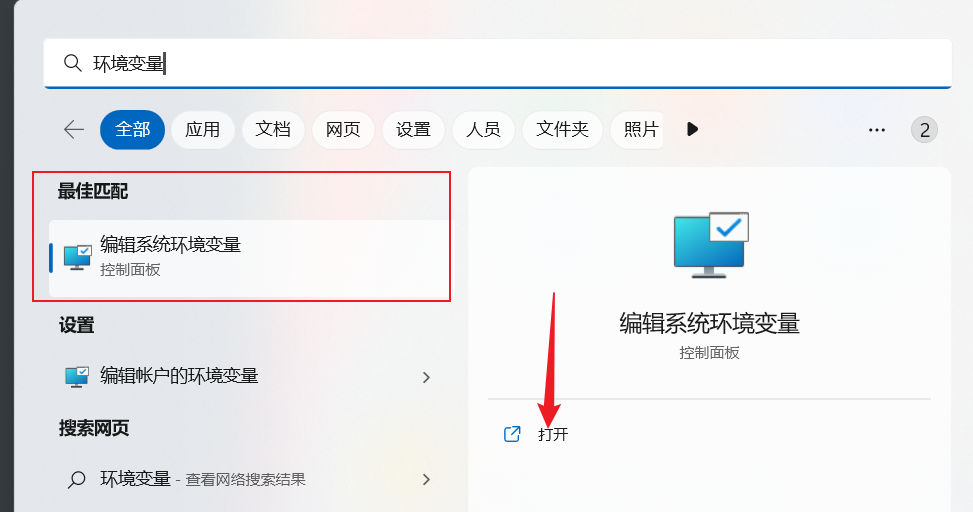 环境变量
全部 应用 文档 网页 设置 人员 文件夹 照片 ... 2
最佳匹配
编辑系统环境变量
控制面板
设置
编辑帐户的环境变量
搜索网页
环境变量 - 查看网络搜索结果
编辑系统环境变量
控制面板
打开